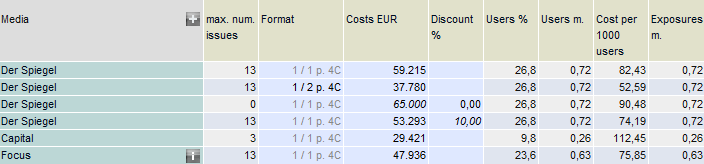 Media max. num. issues Format Costs EUR Discount % Users % Users m. Cost per 1000 users Exposures m.
Der Spiegel 13 1 / 1 p. 4C 59.215 26,8 0,72 82,43 0,72
Der Spiegel 13 1 / 2 p. 4C 37.780 26,8 0,72 52,59 0,72
Der Spiegel 0 1 / 1 p. 4C 65.000 0,00 26,8 0,72 90,48 0,72
Der Spiegel 13 1 / 1 p. 4C 53.293 10,00 26,8 0,72 74,19 0,72
Capital 3 1 / 1 p. 4C 29.421 9,8 0,26 112,45 0,26
Focus 13 1 / 1 p. 4C 47.936 23,6 0,63 75,85 0,63